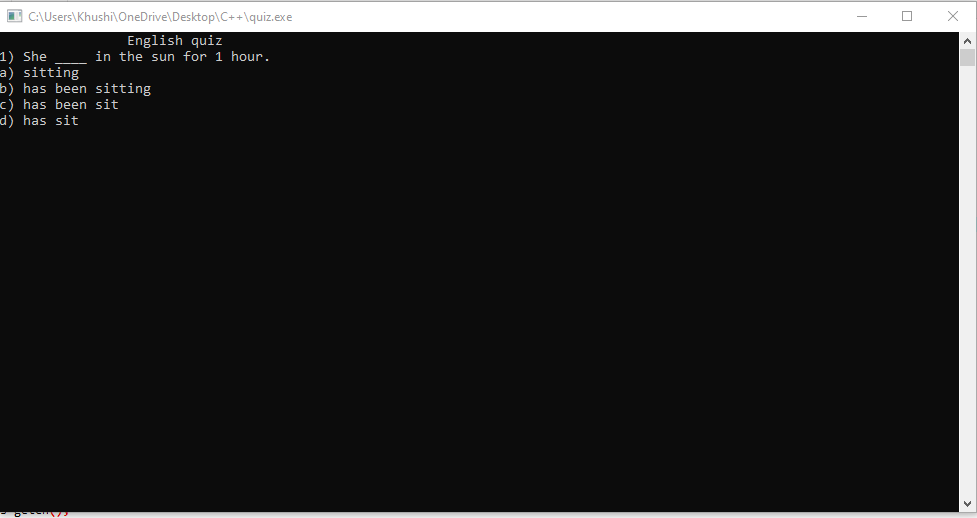 C:\Users\Khushi\OneDrive\Desktop\C++\quiz.exe
English quiz
1) She ____ in the sun for 1 hour.
a) sitting
b) has been sitting
c) has been sit
d) has sit